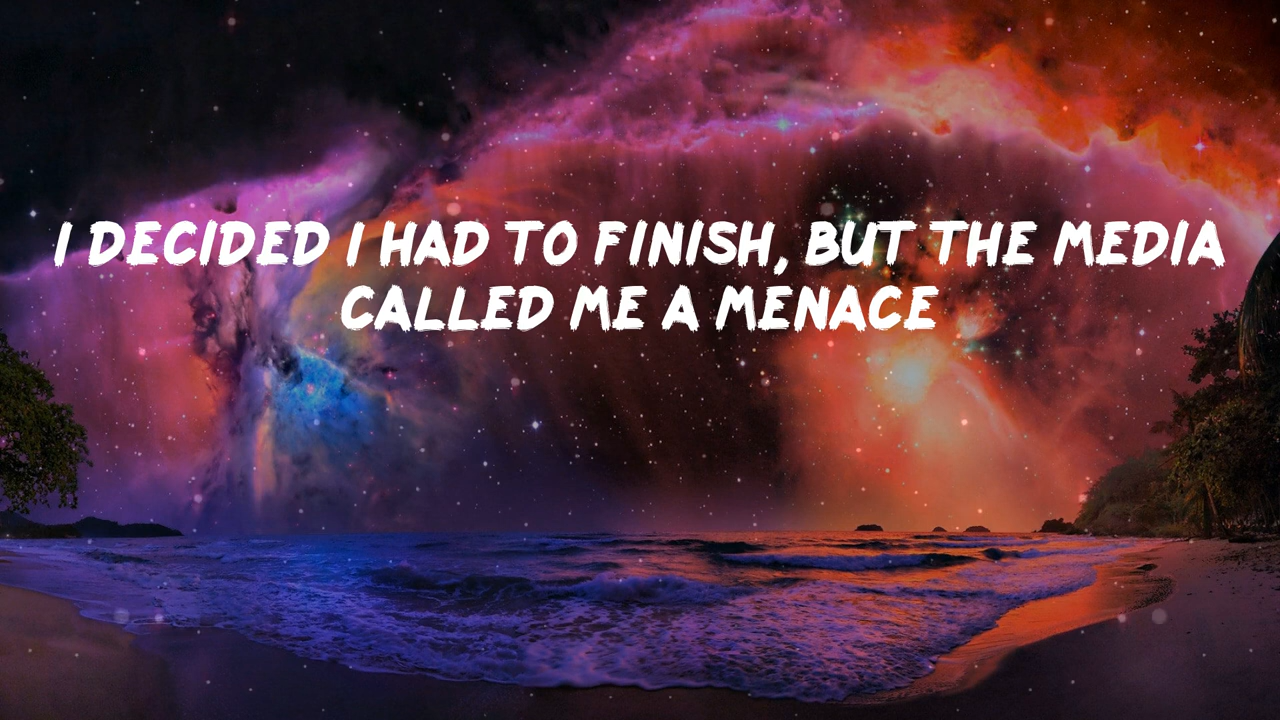 I DECIDED I HAD TO FINISH, BUT THE MEDIA
CALLED ME A MENACE